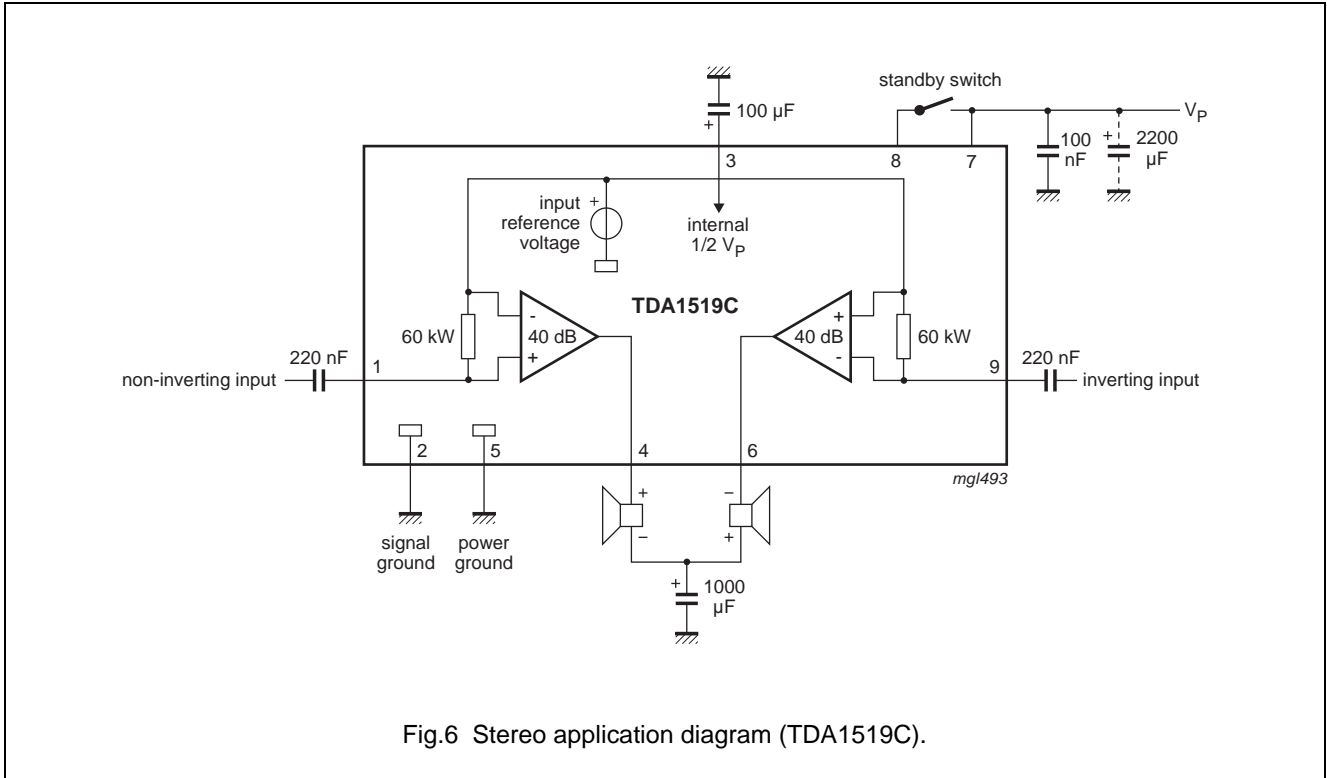 standby switch
100 µF
+
V_P
100
nF
+ 2200
µF
3
8
7
input
reference
voltage
+
internal
1/2 V_P
TDA1519C
60 kW
-
+
40 dB
+
-
40 dB
60 kW
220 nF
non-inverting input
1
220 nF
9
inverting input
2
5
4
6
mgl493
+
−
−
+
signal
ground
power
ground
+ 1000
µF
Fig.6 Stereo application diagram (TDA1519C).